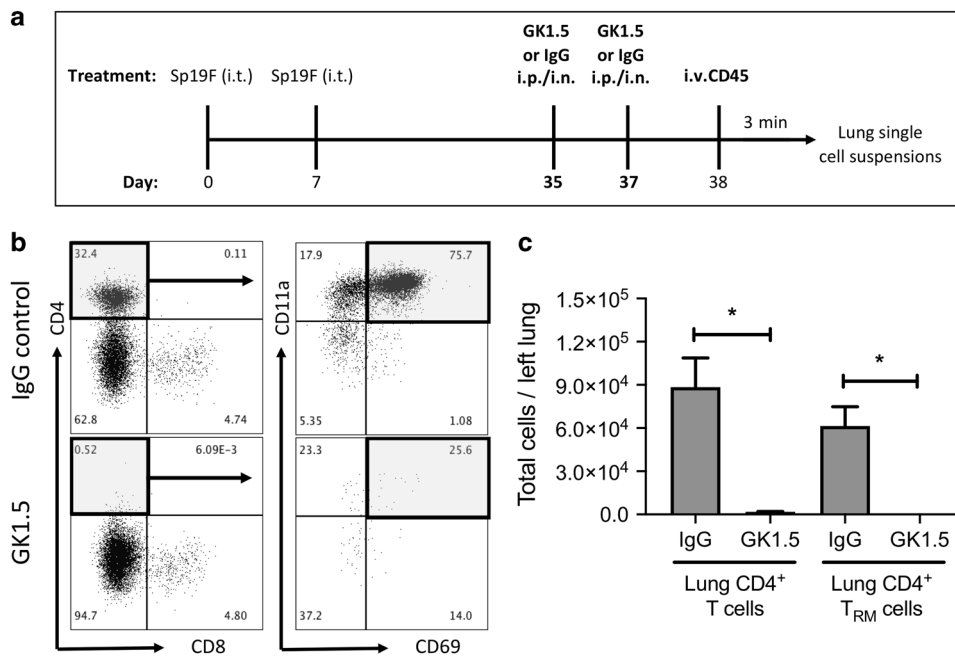 a
GK1.5 GK1.5
or IgG or IgG
Treatment: Sp19F (i.t.) Sp19F (i.t.) i.p./i.n. i.p./i.n. i.v.CD45
3 min
Lung single
cell suspensions
Day: 0 7 35 37 38
b
IgG control
CD4
32.4 0.11
62.8 4.74
CD11a
17.9 75.7
5.35 1.08
GK1.5
0.52 6.09E-3
94.7 4.80
23.3 25.6
37.2 14.0
CD8 CD69
c
Total cells / left lung
1.5×10⁵
1.2×10⁵
9.0×10⁴
6.0×10⁴
3.0×10⁴
0.0
* *
IgG GK1.5 IgG GK1.5
Lung CD4⁺ Lung CD4⁺
T cells T_RM cells